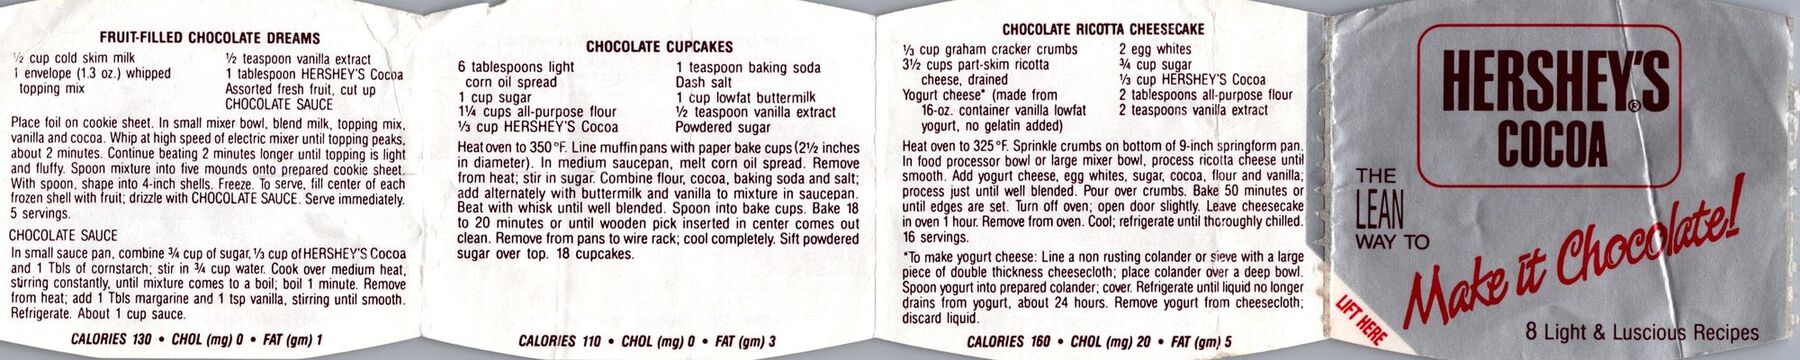 FRUIT-FILLED CHOCOLATE DREAMS
½ cup cold skim milk
1 envelope (1.3 oz.) whipped
topping mix
½ teaspoon vanilla extract
1 tablespoon HERSHEY'S Cocoa
Assorted fresh fruit, cut up
CHOCOLATE SAUCE
Place foil on cookie sheet. In small mixer bowl, blend milk, topping mix,
vanilla and cocoa. Whip at high speed of electric mixer until topping peaks,
about 2 minutes. Continue beating 2 minutes longer until topping is light
and fluffy. Spoon mixture into five mounds onto prepared cookie sheet.
With spoon, shape into 4-inch shells. Freeze. To serve, fill center of each
frozen shell with fruit; drizzle with CHOCOLATE SAUCE. Serve immediately.
5 servings.
CHOCOLATE SAUCE
In small sauce pan, combine ¾ cup of sugar, ⅓ cup of HERSHEY'S Cocoa
and 1 Tbls of cornstarch; stir in ¾ cup water. Cook over medium heat,
stirring constantly, until mixture comes to a boil; boil 1 minute. Remove
from heat; add 1 Tbls margarine and 1 tsp vanilla, stirring until smooth.
Refrigerate. About 1 cup sauce.
CALORIES 130 • CHOL (mg) 0 • FAT (gm) 1
CHOCOLATE CUPCAKES
6 tablespoons light
corn oil spread
1 cup sugar
1¼ cups all-purpose flour
⅓ cup HERSHEY'S Cocoa
1 teaspoon baking soda
Dash salt
1 cup lowfat buttermilk
½ teaspoon vanilla extract
Powdered sugar
Heat oven to 350°F. Line muffin pans with paper bake cups (2½ inches
in diameter). In medium saucepan, melt corn oil spread. Remove
from heat; stir in sugar. Combine flour, cocoa, baking soda and salt;
add alternately with buttermilk and vanilla to mixture in saucepan.
Beat with whisk until well blended. Spoon into bake cups. Bake 18
to 20 minutes or until wooden pick inserted in center comes out
clean. Remove from pans to wire rack; cool completely. Sift powdered
sugar over top. 18 cupcakes.
CALORIES 110 • CHOL (mg) 0 • FAT (gm) 3
CHOCOLATE RICOTTA CHEESECAKE
⅓ cup graham cracker crumbs
3½ cups part-skim ricotta
cheese, drained
Yogurt cheese* (made from
16-oz. container vanilla lowfat
yogurt, no gelatin added)
2 egg whites
¾ cup sugar
⅓ cup HERSHEY'S Cocoa
2 tablespoons all-purpose flour
2 teaspoons vanilla extract
Heat oven to 325°F. Sprinkle crumbs on bottom of 9-inch springform pan.
In food processor bowl or large mixer bowl, process ricotta cheese until
smooth. Add yogurt cheese, egg whites, sugar, cocoa, flour and vanilla;
process just until well blended. Pour over crumbs. Bake 50 minutes or
until edges are set. Turn off oven; open door slightly. Leave cheesecake
in oven 1 hour. Remove from oven. Cool; refrigerate until thoroughly chilled.
16 servings.
*To make yogurt cheese: Line a non rusting colander or sieve with a large
piece of double thickness cheesecloth; place colander over a deep bowl.
Spoon yogurt into prepared colander; cover. Refrigerate until liquid no longer
drains from yogurt, about 24 hours. Remove yogurt from cheesecloth;
discard liquid.
CALORIES 160 • CHOL (mg) 20 • FAT (gm) 5
HERSHEY'S®
COCOA
THE
LEAN
WAY TO
Make it Chocolate!
LIFT HERE
8 Light & Luscious Recipes